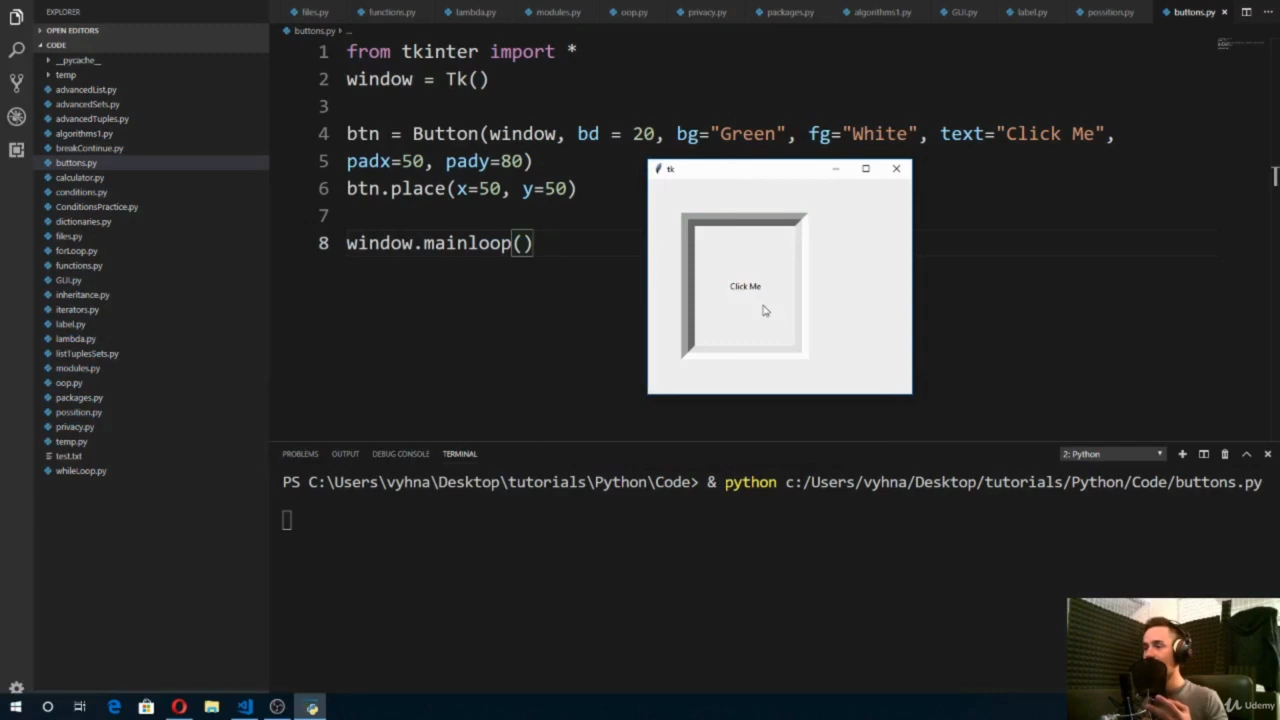 EXPLORER
OPEN EDITORS
CODE
__pycache__
temp
advancedList.py
advancedSets.py
advancedTuples.py
algorithms1.py
breakContinue.py
buttons.py
calculator.py
conditions.py
ConditionsPractice.py
dictionaries.py
files.py
forLoop.py
functions.py
GUI.py
inheritance.py
iterators.py
label.py
lambda.py
listTuplesSets.py
modules.py
oop.py
packages.py
possition.py
privacy.py
temp.py
test.txt
whileLoop.py
files.py functions.py lambda.py modules.py oop.py privacy.py packages.py algorithms1.py GUI.py label.py possition.py buttons.py
buttons.py ...
1 from tkinter import *
2 window = Tk()
3
4 btn = Button(window, bd = 20, bg="Green", fg="White", text="Click Me",
5 padx=50, pady=80)
6 btn.place(x=50, y=50)
7
8 window.mainloop()
tk
Click Me
PROBLEMS OUTPUT DEBUG CONSOLE TERMINAL 2: Python
PS C:\Users\vyhna\Desktop\tutorials\Python\Code> & python c:/Users/vyhna/Desktop/tutorials/Python/Code/buttons.py
Udemy